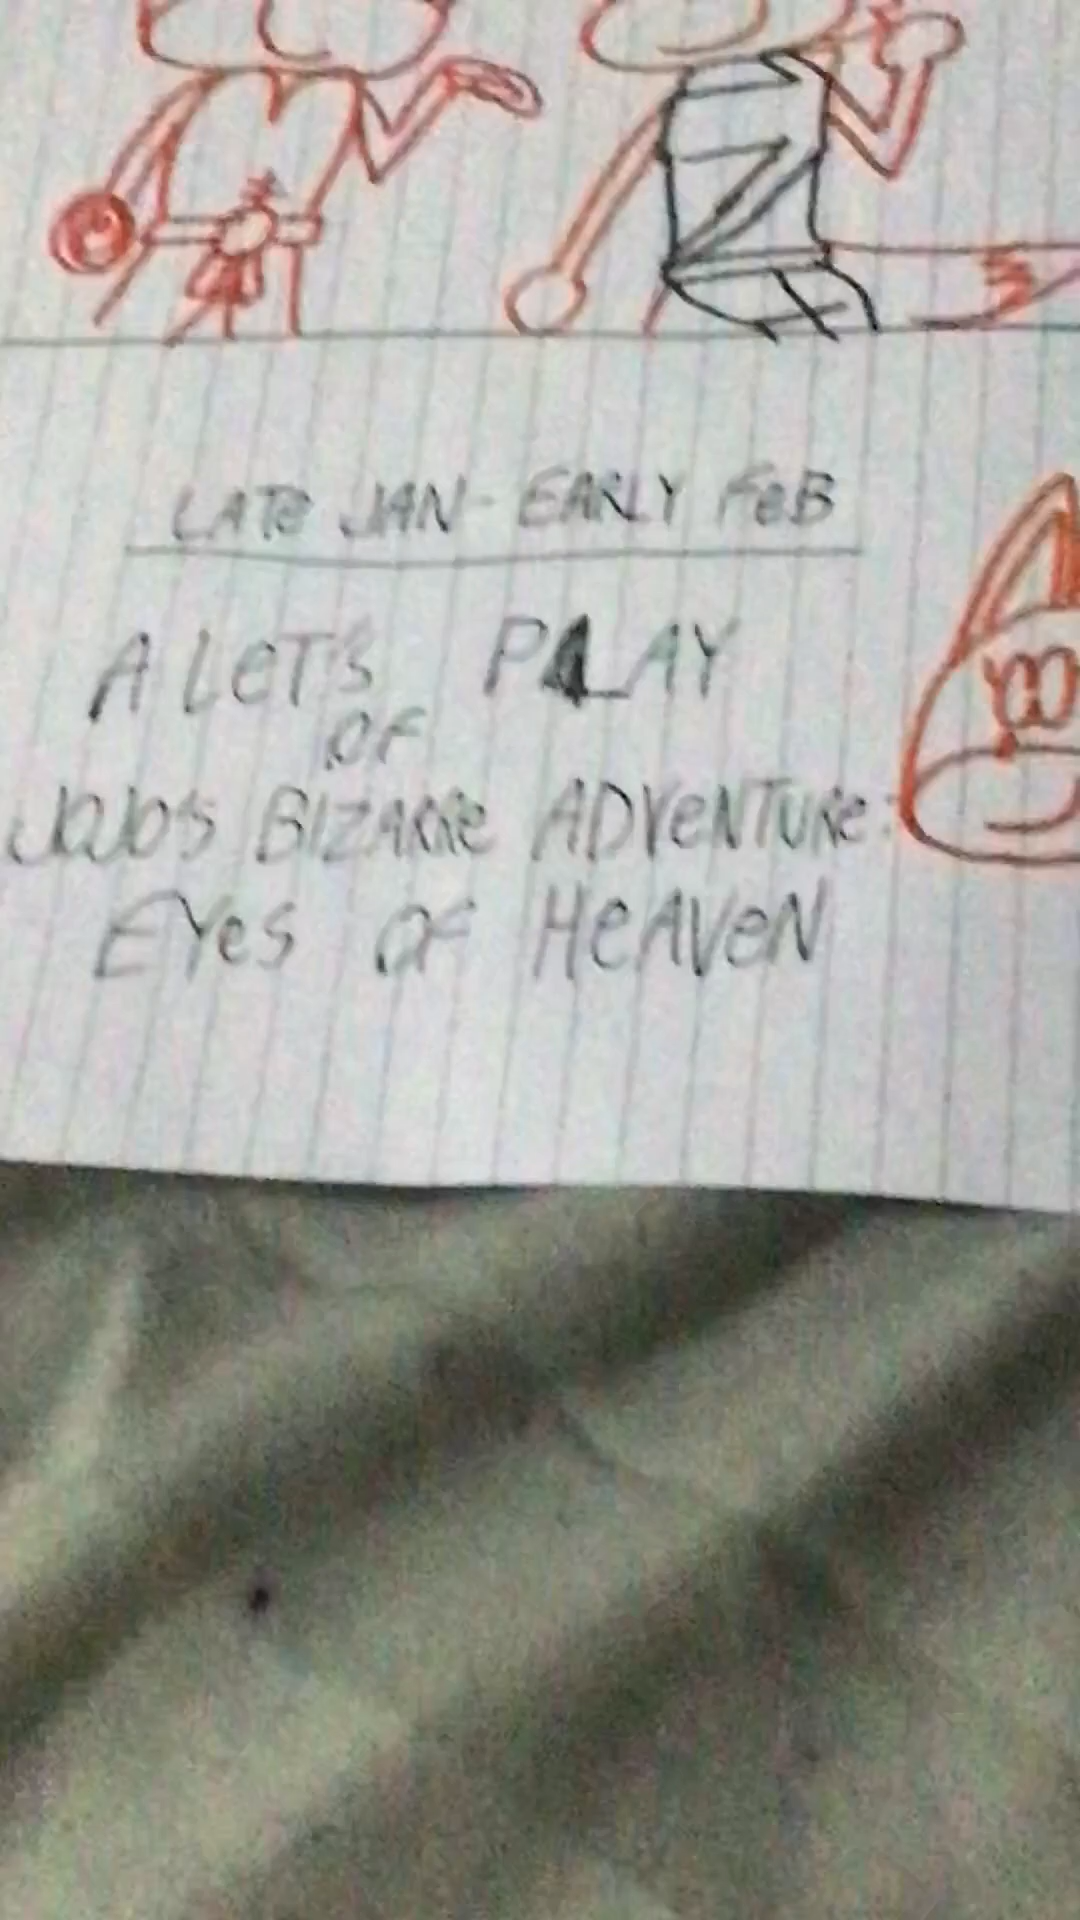 LATE JAN - EARLY FEB
A LET'S PLAY
OF
JOJO'S BIZARRE ADVENTURE:
EYES OF HEAVEN